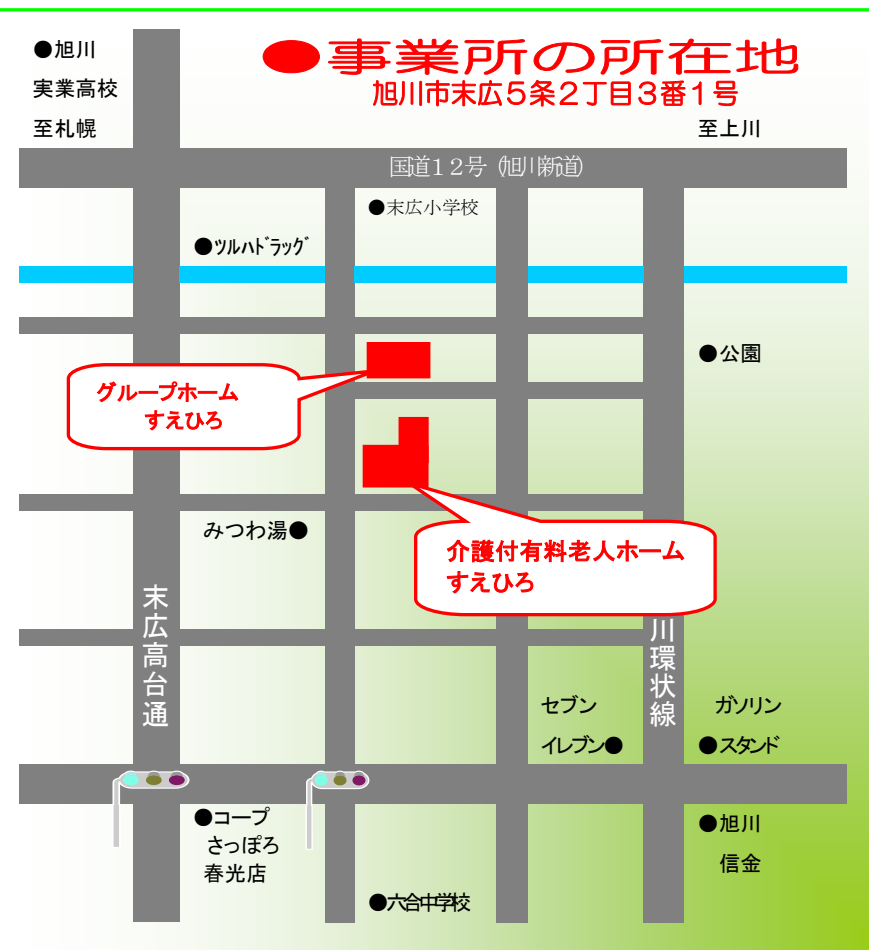 ●旭川
実業高校
至札幌
●事業所の所在地
旭川市末広5条2丁目3番1号
至上川
国道12号(旭川新道)
●末広小学校
●ツルハドラッグ
●公園
グループホーム
すえひろ
みつわ湯●
介護付有料老人ホーム
すえひろ
末広高台通
川環状線
セブン
イレブン●
ガソリン
●スタンド
●コープ
さっぽろ
春光店
●旭川
信金
●六合中学校